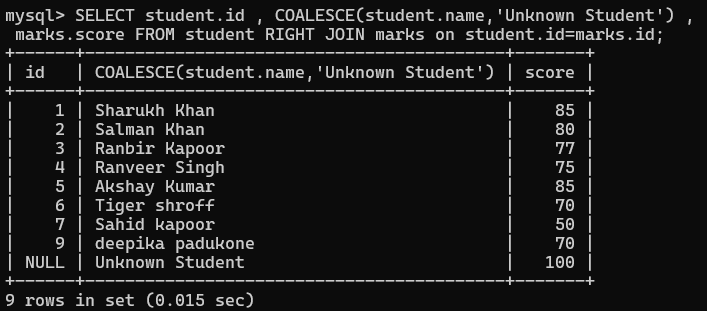 mysql> SELECT student.id , COALESCE(student.name,'Unknown Student') ,
 marks.score FROM student RIGHT JOIN marks on student.id=marks.id;
+------+------------------------------------------+-------+
| id   | COALESCE(student.name,'Unknown Student') | score |
+------+------------------------------------------+-------+
|    1 | Sharukh Khan                             |    85 |
|    2 | Salman Khan                              |    80 |
|    3 | Ranbir Kapoor                            |    77 |
|    4 | Ranveer Singh                            |    75 |
|    5 | Akshay Kumar                             |    85 |
|    6 | Tiger shroff                             |    70 |
|    7 | Sahid kapoor                             |    50 |
|    9 | deepika padukone                         |    70 |
| NULL | Unknown Student                          |   100 |
+------+------------------------------------------+-------+
9 rows in set (0.015 sec)